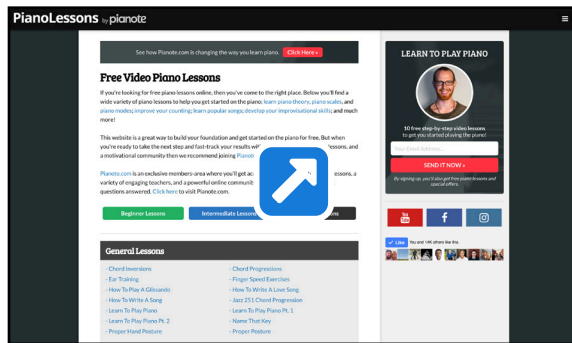 PianoLessons by pianote
See how Pianote.com is changing the way you learn piano. Click Here »
Free Video Piano Lessons
If you're looking for free piano lessons online, then you've come to the right place. Below you'll find a
wide variety of piano lessons to help you get started on the piano: learn piano theory, piano scales, and
piano modes; improve your counting; learn popular songs; develop your improvisational skills; and much
more!
This website is a great way to build your foundation and get started on the piano for free. But when
you're ready to take the next step and fast-track your results wi lessons, and
a motivational community then we recommend joining Piano
Pianote.com is an exclusive members-area where you'll get ac lessons, a
variety of engaging teachers, and a powerful online communit
questions answered. Click here to visit Pianote.com.
Beginner Lessons
Intermediate Lessons
General Lessons
- Chord Inversions
- Ear Training
- How To Play A Glissando
- How To Write A Song
- Learn To Play Piano
- Learn To Play Piano Pt. 2
- Proper Hand Posture
- Chord Progressions
- Finger Speed Exercises
- How To Write A Love Song
- Jazz 251 Chord Progression
- Learn To Play Piano Pt. 1
- Name That Key
- Proper Posture
LEARN TO PLAY PIANO
10 free step-by-step video lessons
to get you started playing the piano!
Your Email Address...
SEND IT NOW »
By signing up, you'll also get free piano lessons and
special offers.
You Tube
f
Like You and 14K others like this.